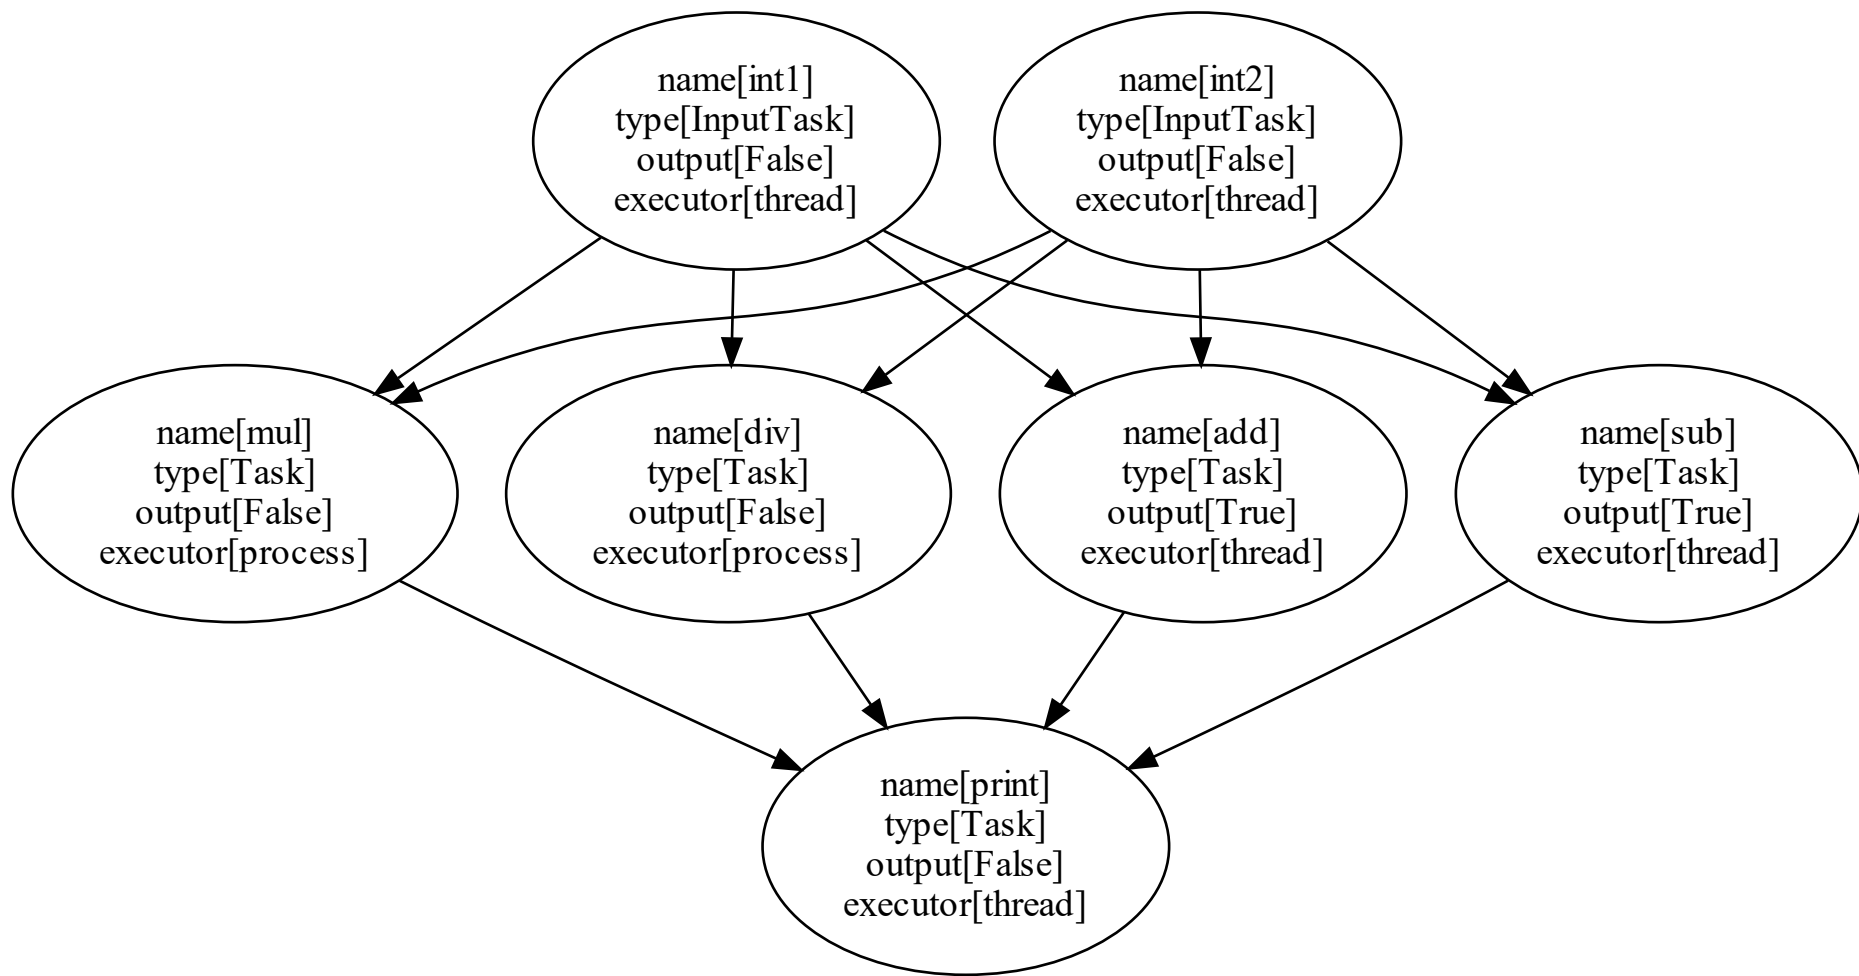 name[int1]
type[InputTask]
output[False]
executor[thread]
name[int2]
type[InputTask]
output[False]
executor[thread]
name[mul]
type[Task]
output[False]
executor[process]
name[div]
type[Task]
output[False]
executor[process]
name[add]
type[Task]
output[True]
executor[thread]
name[sub]
type[Task]
output[True]
executor[thread]
name[print]
type[Task]
output[False]
executor[thread]